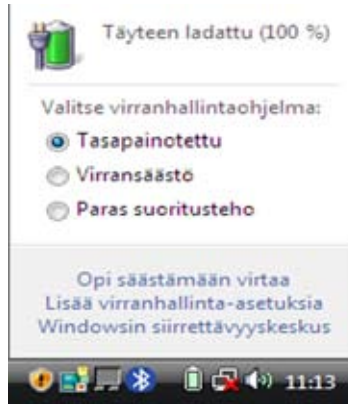 Täyteen ladattu (100 %)
Valitse virranhallintaohjelma:
Tasapainotettu
Virransäästö
Paras suoritusteho
Opi säästämään virtaa
Lisää virranhallinta-asetuksia
Windowsin siirrettävyyskeskus
11:13